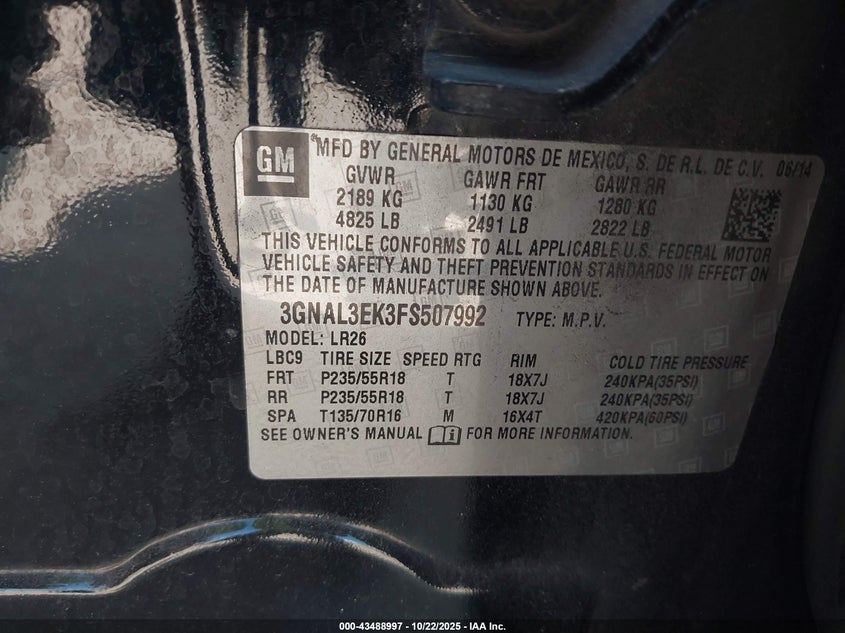 GM MFD BY GENERAL MOTORS DE MEXICO, S. DE R.L. DE C.V. 06/14
GVWR GAWR FRT GAWR RR
2189 KG 1130 KG 1280 KG
4825 LB 2491 LB 2822 LB
THIS VEHICLE CONFORMS TO ALL APPLICABLE U.S. FEDERAL MOTOR
VEHICLE SAFETY AND THEFT PREVENTION STANDARDS IN EFFECT ON
THE DATE OF MANUFACTURE SHOWN ABOVE.
3GNAL3EK3FS507992 TYPE: M.P.V.
MODEL: LR26
LBC9 TIRE SIZE SPEED RTG RIM COLD TIRE PRESSURE
FRT P235/55R18 T 18X7J 240KPA(35PSI)
RR P235/55R18 T 18X7J 240KPA(35PSI)
SPA T135/70R16 M 16X4T 420KPA(60PSI)
SEE OWNER'S MANUAL i FOR MORE INFORMATION.
000-43488997 - 10/22/2025 - IAA Inc.